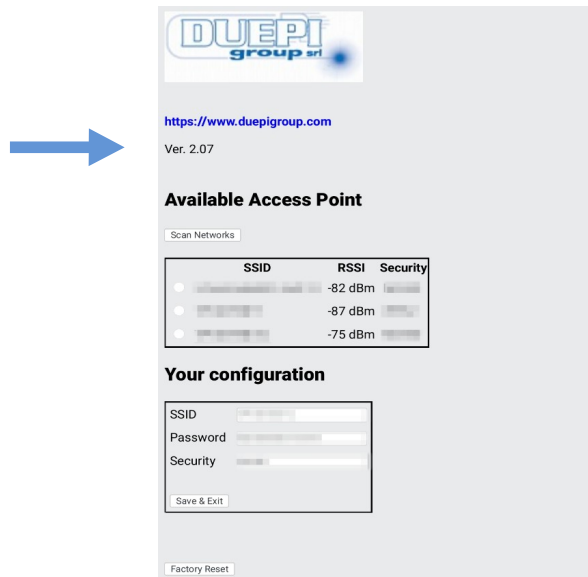 DUEPI
group srl
https://www.duepigroup.com
Ver. 2.07
Available Access Point
Scan Networks
SSID RSSI Security
-82 dBm
-87 dBm
-75 dBm
Your configuration
SSID
Password
Security
Save & Exit
Factory Reset